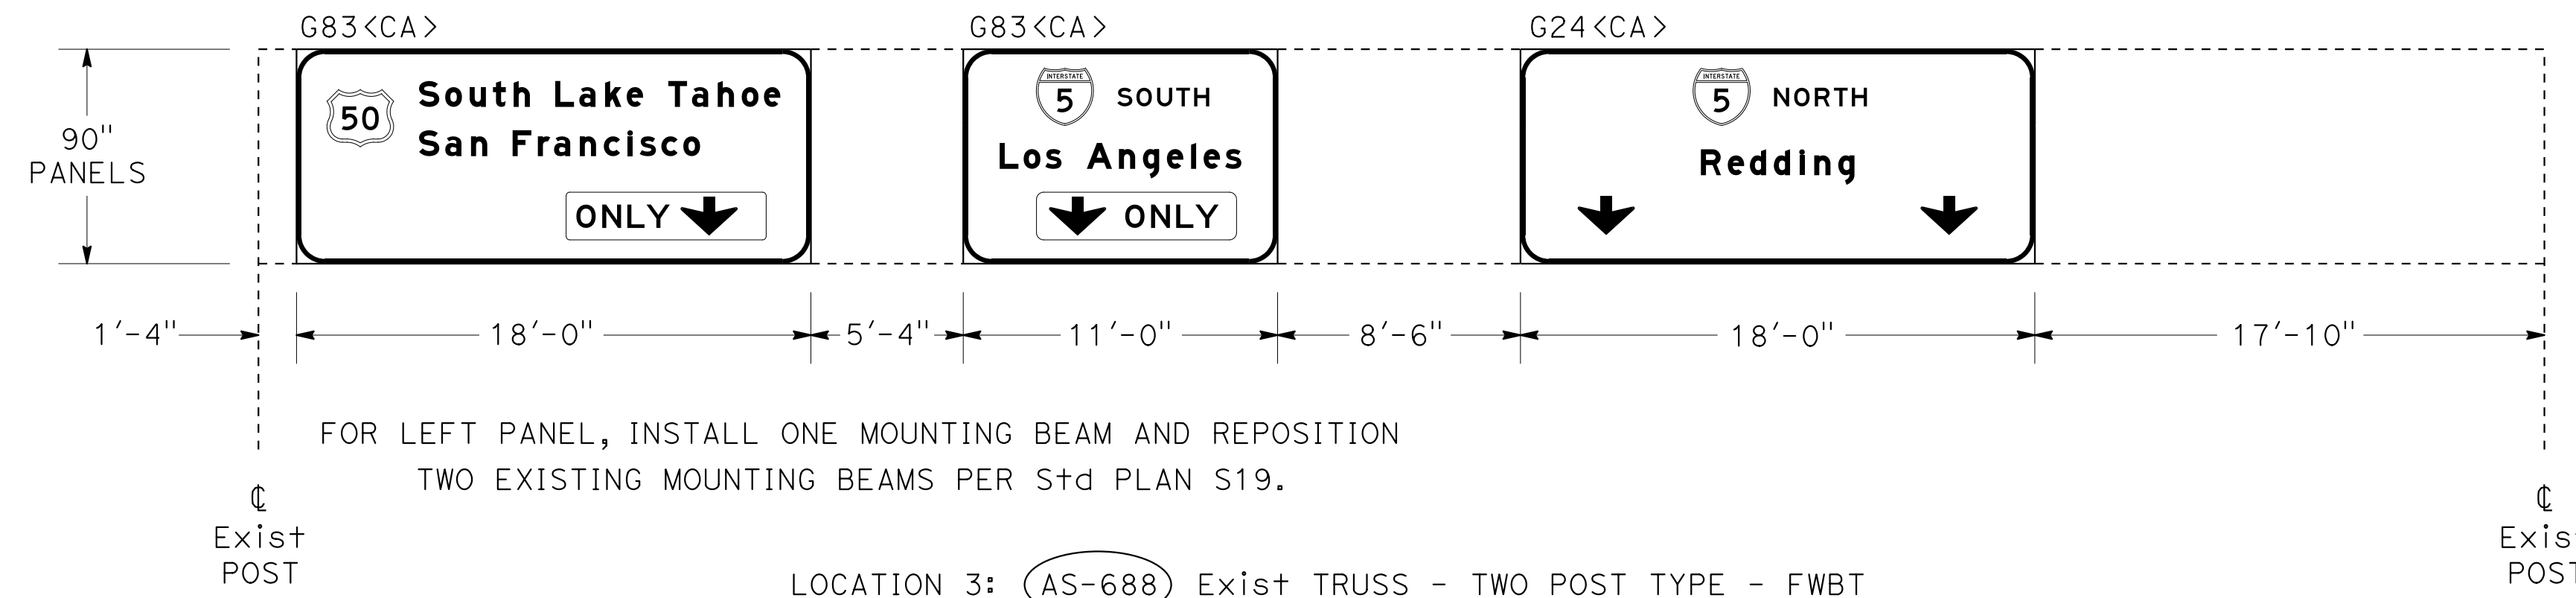 G83<CA>
G83<CA>
G24<CA>
50
South Lake Tahoe
San Francisco
ONLY
INTERSTATE
5
SOUTH
Los Angeles
ONLY
INTERSTATE
5
NORTH
Redding
90"
PANELS
1'-4"
18'-0"
5'-4"
11'-0"
8'-6"
18'-0"
17'-10"
FOR LEFT PANEL, INSTALL ONE MOUNTING BEAM AND REPOSITION
TWO EXISTING MOUNTING BEAMS PER Std PLAN S19.
℄
Exist
POST
℄
Exis
POST
LOCATION 3: AS-688 Exist TRUSS - TWO POST TYPE - FWBT